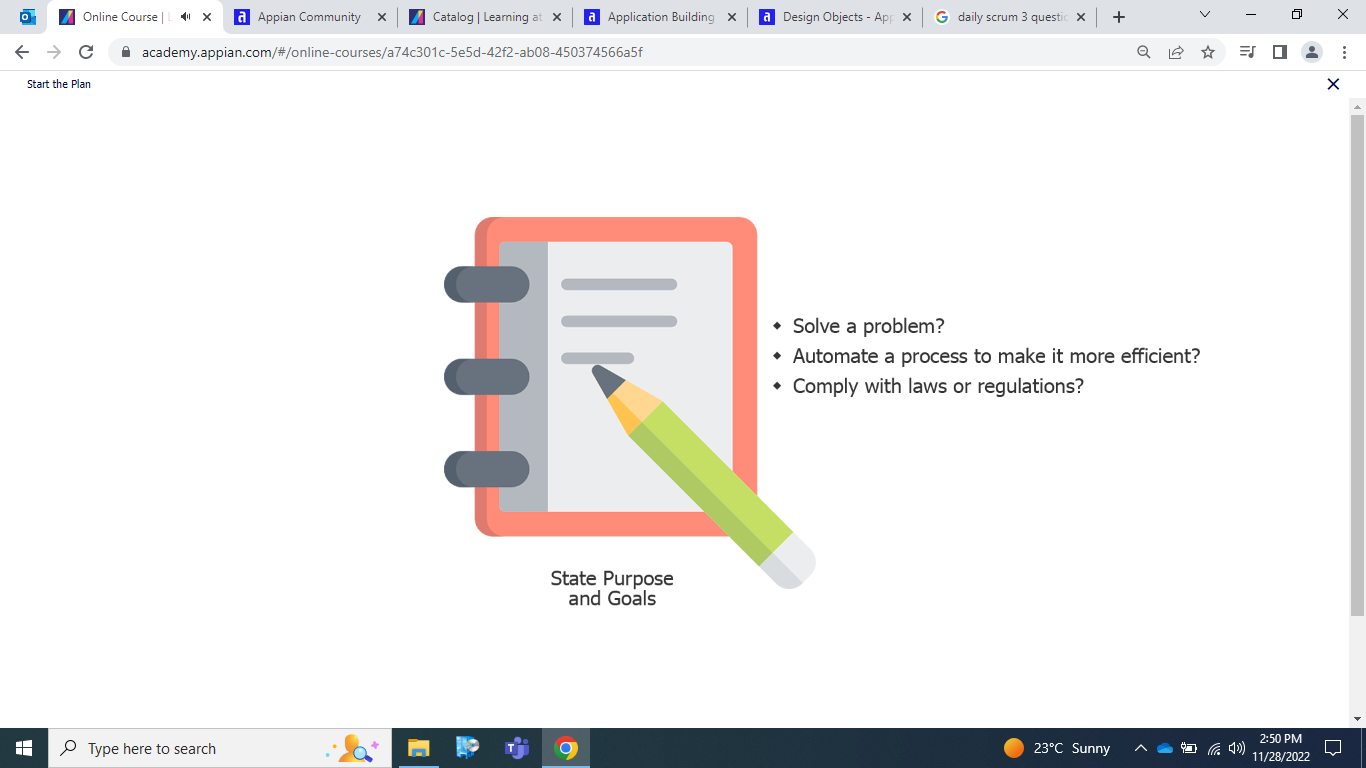 Online Course |
Appian Community
Catalog | Learning at
Application Building
Design Objects - App
daily scrum 3 questio
academy.appian.com/#/online-courses/a74c301c-5e5d-42f2-ab08-450374566a5f
Start the Plan
Solve a problem?
Automate a process to make it more efficient?
Comply with laws or regulations?
State Purpose
and Goals
Type here to search
23°C Sunny
2:50 PM
11/28/2022